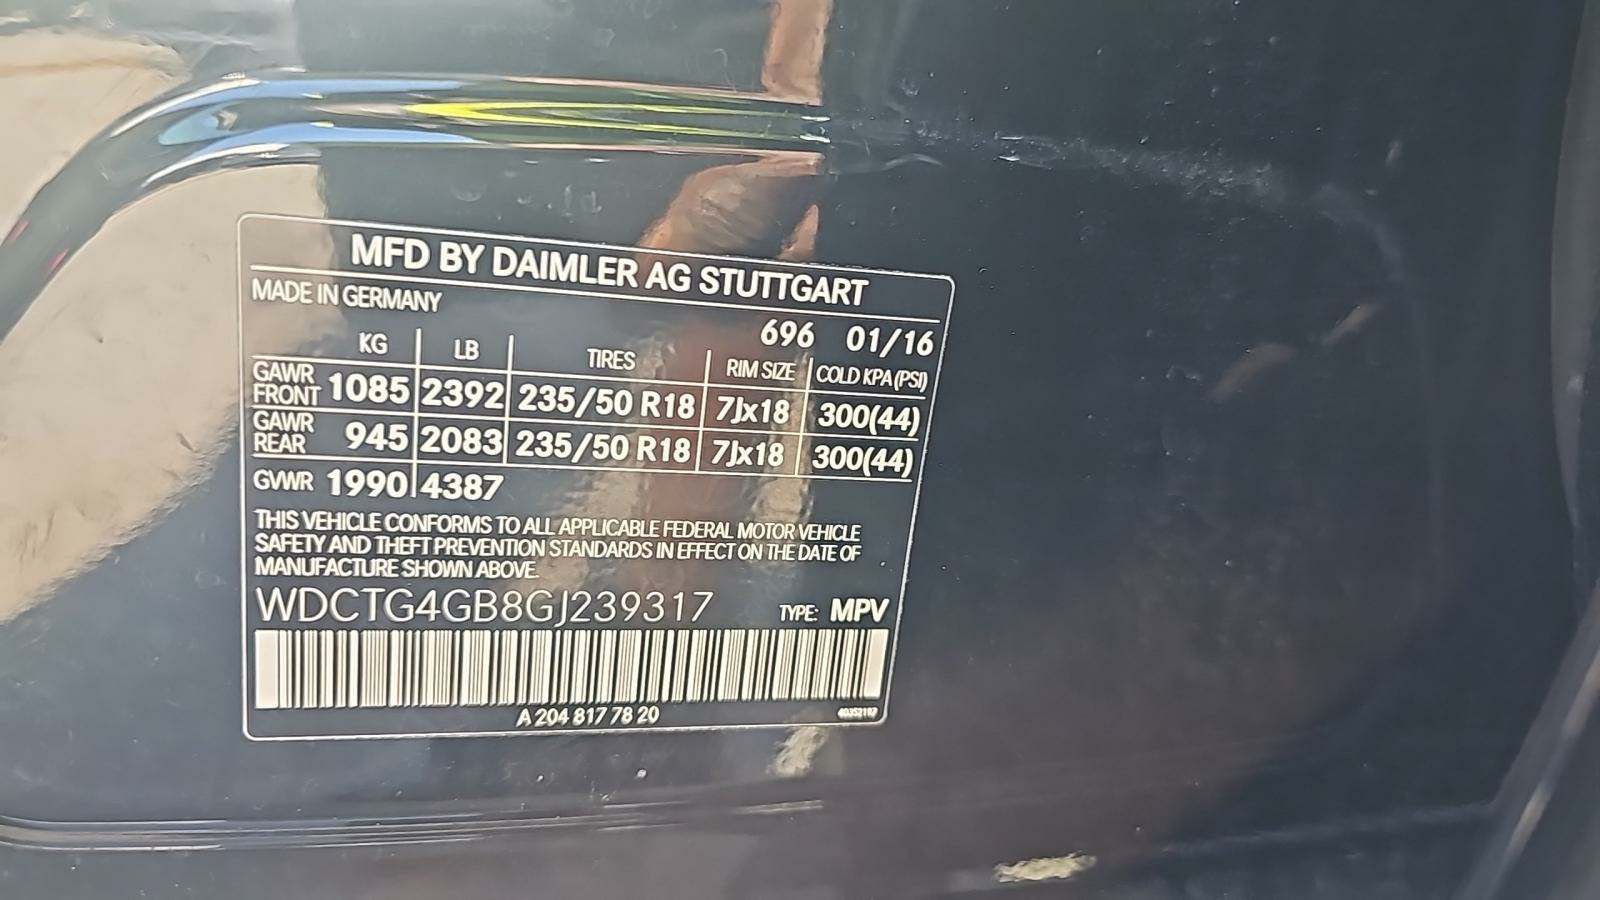 MFD BY DAIMLER AG STUTTGART
MADE IN GERMANY
696 01/16
KG LB TIRES RIM SIZE COLD KPA(PSI)
GAWR FRONT 1085 2392 235/50 R18 7Jx18 300(44)
GAWR REAR 945 2083 235/50 R18 7Jx18 300(44)
GVWR 1990 4387
THIS VEHICLE CONFORMS TO ALL APPLICABLE FEDERAL MOTOR VEHICLE
SAFETY AND THEFT PREVENTION STANDARDS IN EFFECT ON THE DATE OF
MANUFACTURE SHOWN ABOVE.
WDCTG4GB8GJ239317 TYPE: MPV
A 204 817 78 20